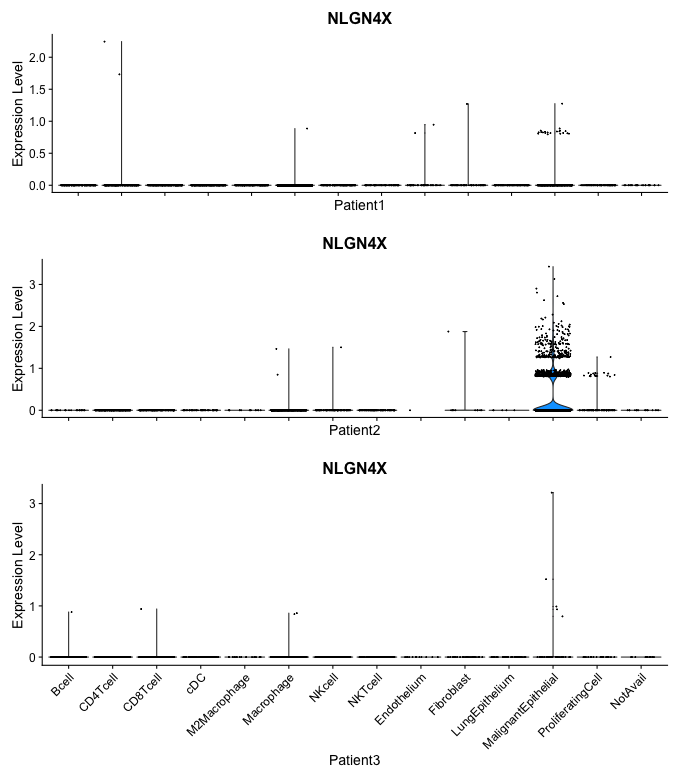 NLGN4X
Expression Level
2.0
1.5
1.0
0.5
0.0
Patient1
NLGN4X
Expression Level
3
2
1
0
Patient2
NLGN4X
Expression Level
3
2
1
0
Bcell
CD4Tcell
CD8Tcell
cDC
M2Macrophage
Macrophage
NKcell
NKTcell
Endothelium
Fibroblast
LungEpithelium
MalignantEpithelial
ProliferatingCell
NotAvail
Patient3